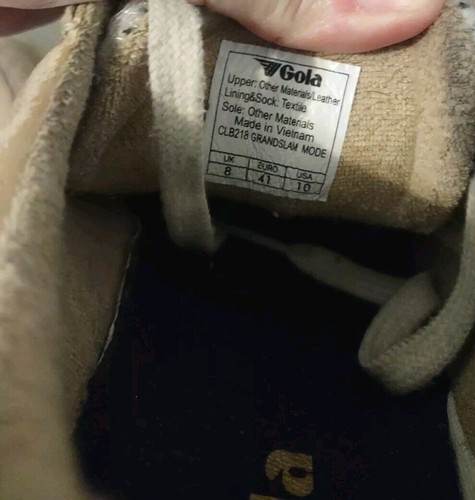 Gola
Upper: Other Materials/Leather
Lining&Sock: Textile
Sole: Other Materials
Made in Vietnam
CLB218 GRANDSLAM MODE
UK EURO USA
8 41 10
la